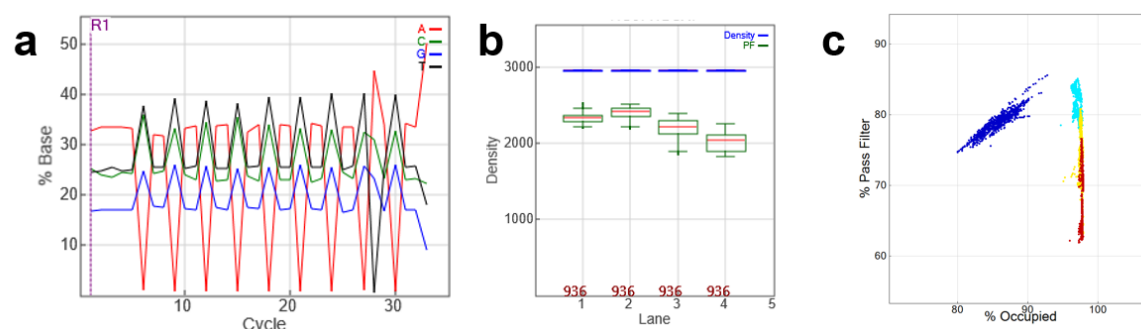 a
R1
A
C
G
T
50
40
30
20
10
% Base
10
20
30
Cycle
b
Density
PF
3000
2000
1000
Density
936
936
936
936
1
2
3
4
5
Lane
c
90
80
70
60
% Pass Filter
80
90
100
% Occupied